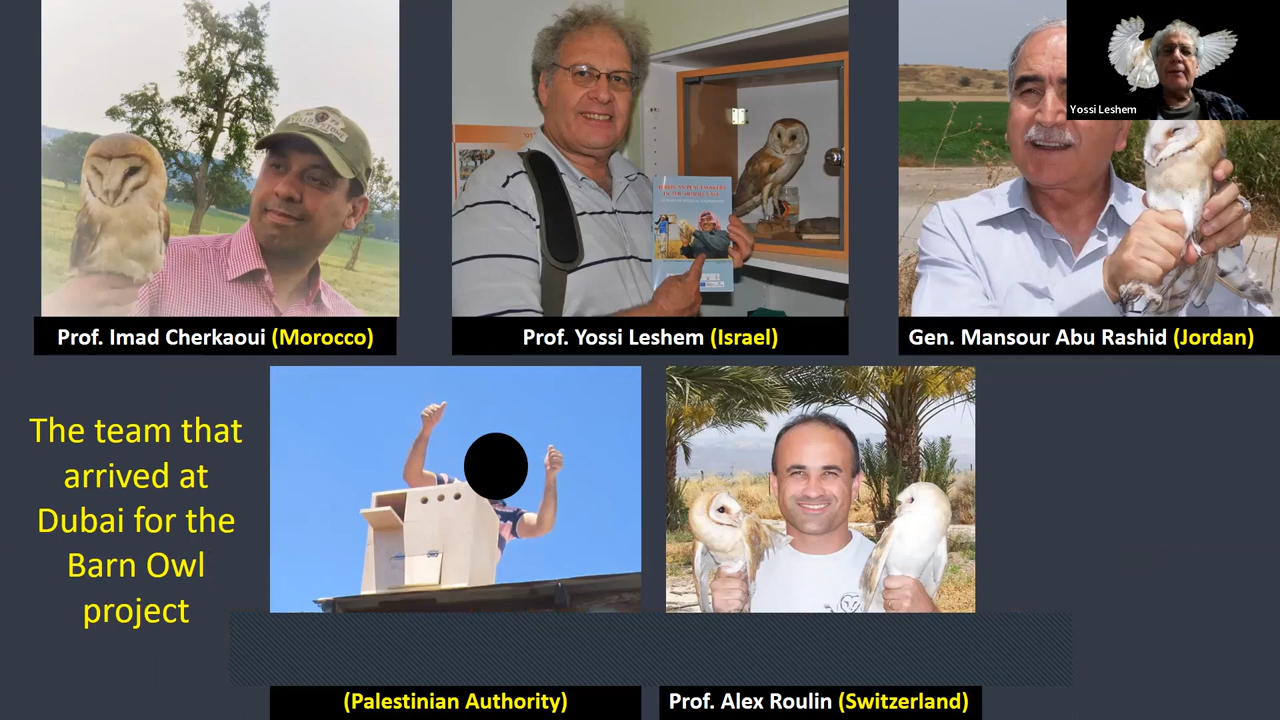 Yossi Leshem
Prof. Imad Cherkaoui (Morocco)
Prof. Yossi Leshem (Israel)
Gen. Mansour Abu Rashid (Jordan)
The team that
arrived at
Dubai for the
Barn Owl
project
(Palestinian Authority)
Prof. Alex Roulin (Switzerland)